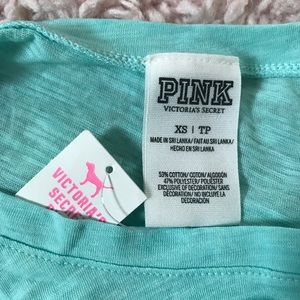 PINK
VICTORIA'S SECRET
XS | TP
MADE IN SRI LANKA/ FAIT AU SRI LANKA/
HECHO EN SRI LANKA
53% COTTON/ COTON/ ALGODÓN
47% POLYESTER/ POLYESTER
EXCLUSIVE OF DECORATION/ SANS
DÉCORATION/ NO INCLUYE LA
DECORACIÓN
VICTORIA'S
SECRET